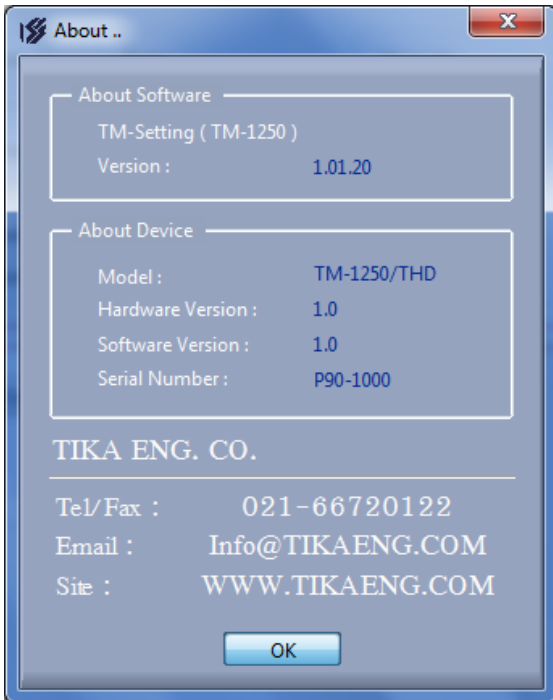 About ..
About Software
TM-Setting ( TM-1250 )
Version : 1.01.20
About Device
Model : TM-1250/THD
Hardware Version : 1.0
Software Version : 1.0
Serial Number : P90-1000
TIKA ENG. CO.
Tel/Fax : 021-66720122
Email : Info@TIKAENG.COM
Site : WWW.TIKAENG.COM
OK